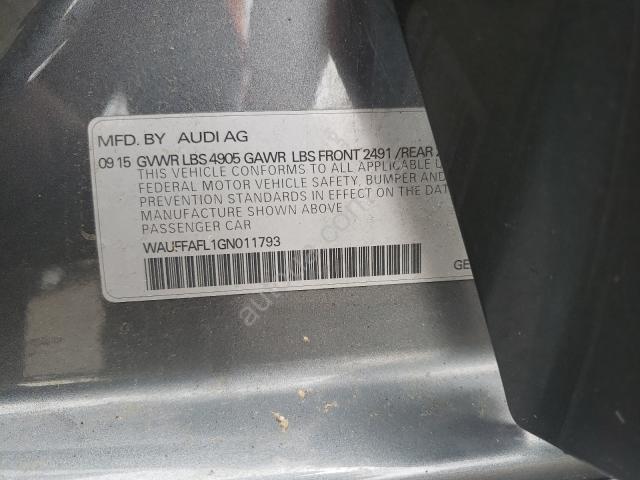 MFD. BY AUDI AG
09 15 GVWR LBS 4905 GAWR LBS FRONT 2491 /REAR
THIS VEHICLE CONFORMS TO ALL APPLICABLE
FEDERAL MOTOR VEHICLE SAFETY, BUMPER AND
PREVENTION STANDARDS IN EFFECT ON THE DATE
MANUFACTURE SHOWN ABOVE
PASSENGER CAR
WAUFFAFL1GN011793
GE